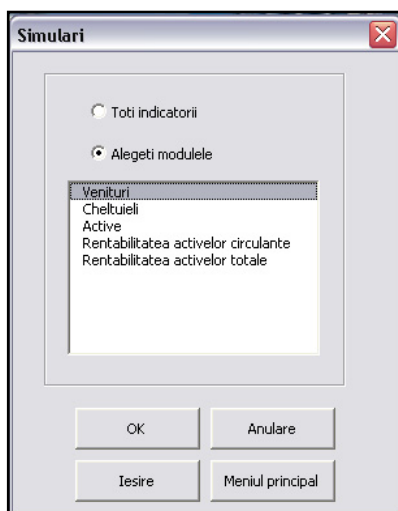 Simulari
Toti indicatorii
Alegeti modulele
Venituri
Cheltuieli
Active
Rentabilitatea activelor circulante
Rentabilitatea activelor totale
OK
Anulare
Iesire
Meniul principal